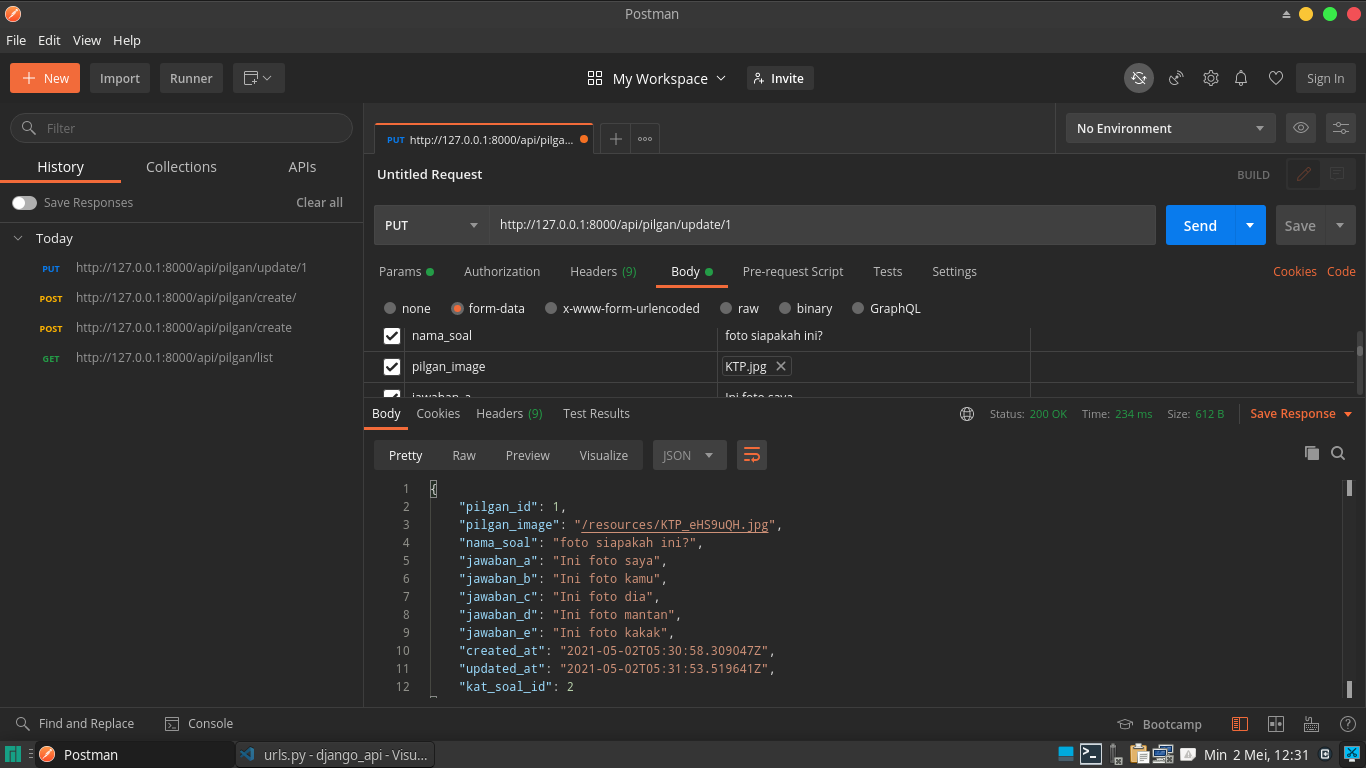 Postman
File Edit View Help
New Import Runner My Workspace Invite Sign In
Filter
History Collections APIs
Save Responses Clear all
Today
PUT http://127.0.0.1:8000/api/pilgan/update/1
POST http://127.0.0.1:8000/api/pilgan/create/
POST http://127.0.0.1:8000/api/pilgan/create
GET http://127.0.0.1:8000/api/pilgan/list
PUT http://127.0.0.1:8000/api/pilga...
No Environment
Untitled Request BUILD
PUT http://127.0.0.1:8000/api/pilgan/update/1 Send Save
Params Authorization Headers (9) Body Pre-request Script Tests Settings Cookies Code
none form-data x-www-form-urlencoded raw binary GraphQL
nama_soal foto siapakah ini?
pilgan_image KTP.jpg
jawaban_a Ini foto saya
Body Cookies Headers (9) Test Results Status: 200 OK Time: 234 ms Size: 612 B Save Response
Pretty Raw Preview Visualize JSON
1 {
2 "pilgan_id": 1,
3 "pilgan_image": "/resources/KTP_eHS9uQH.jpg",
4 "nama_soal": "foto siapakah ini?",
5 "jawaban_a": "Ini foto saya",
6 "jawaban_b": "Ini foto kamu",
7 "jawaban_c": "Ini foto dia",
8 "jawaban_d": "Ini foto mantan",
9 "jawaban_e": "Ini foto kakak",
10 "created_at": "2021-05-02T05:30:58.309047Z",
11 "updated_at": "2021-05-02T05:31:53.519641Z",
12 "kat_soal_id": 2
Find and Replace Console Bootcamp
Postman urls.py - django_api - Visu... Min 2 Mei, 12:31